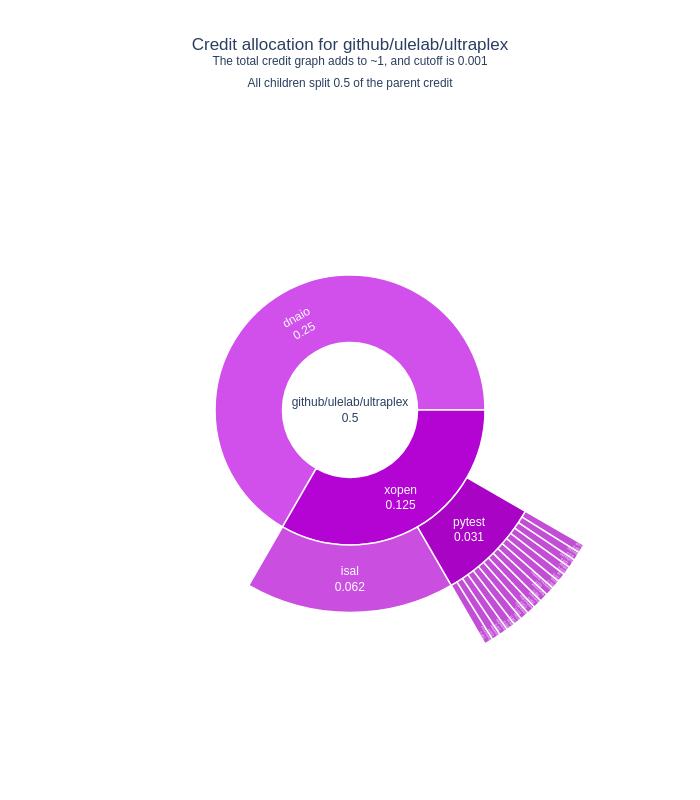 Credit allocation for github/ulelab/ultraplex
The total credit graph adds to ~1, and cutoff is 0.001
All children split 0.5 of the parent credit
dnaio
0.25
github/ulelab/ultraplex
0.5
xopen
0.125
pytest
0.031
isal
0.062